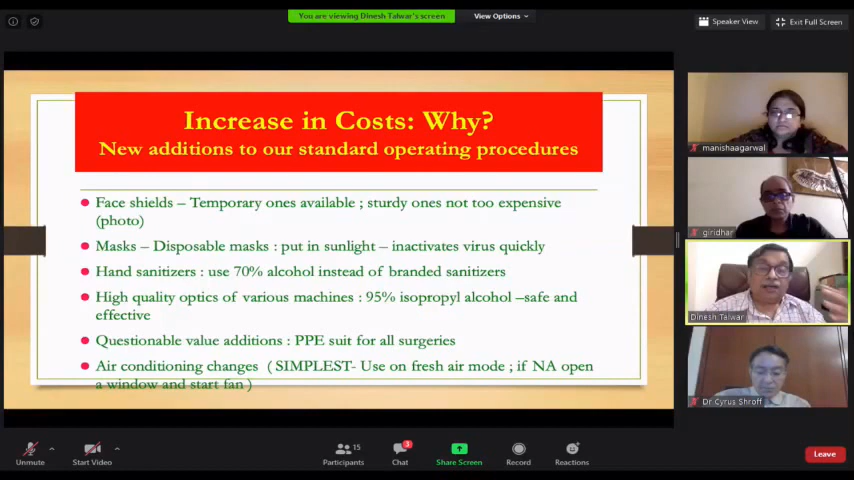 You are viewing Dinesh Talwar's screen
View Options
Speaker View
Exit Full Screen
Increase in Costs: Why?
New additions to our standard operating procedures
Face shields – Temporary ones available ; sturdy ones not too expensive
(photo)
Masks – Disposable masks : put in sunlight – inactivates virus quickly
Hand sanitizers : use 70% alcohol instead of branded sanitizers
High quality optics of various machines : 95% isopropyl alcohol –safe and
effective
Questionable value additions : PPE suit for all surgeries
Air conditioning changes ( SIMPLEST- Use on fresh air mode ; if NA open
a window and start fan )
manishaagarwal
giridhar
Dinesh Talwar
Dr Cyrus Shroff
Unmute
Start Video
15
Participants
3
Chat
Share Screen
Record
Reactions
Leave